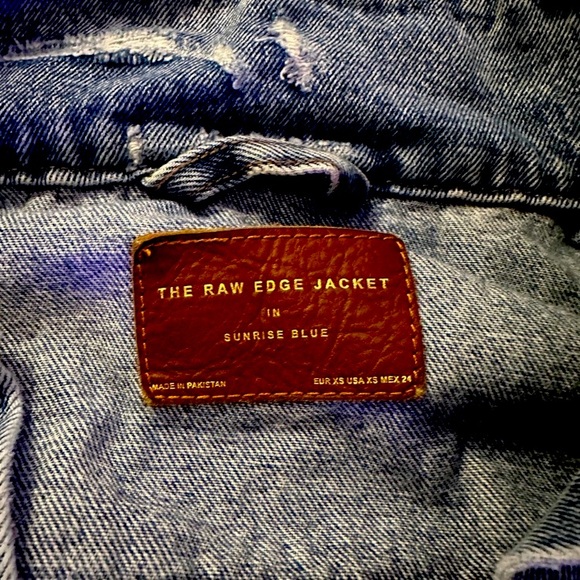 THE RAW EDGE JACKET
IN
SUNRISE BLUE
MADE IN PAKISTAN EUR XS USA XS MEX 24